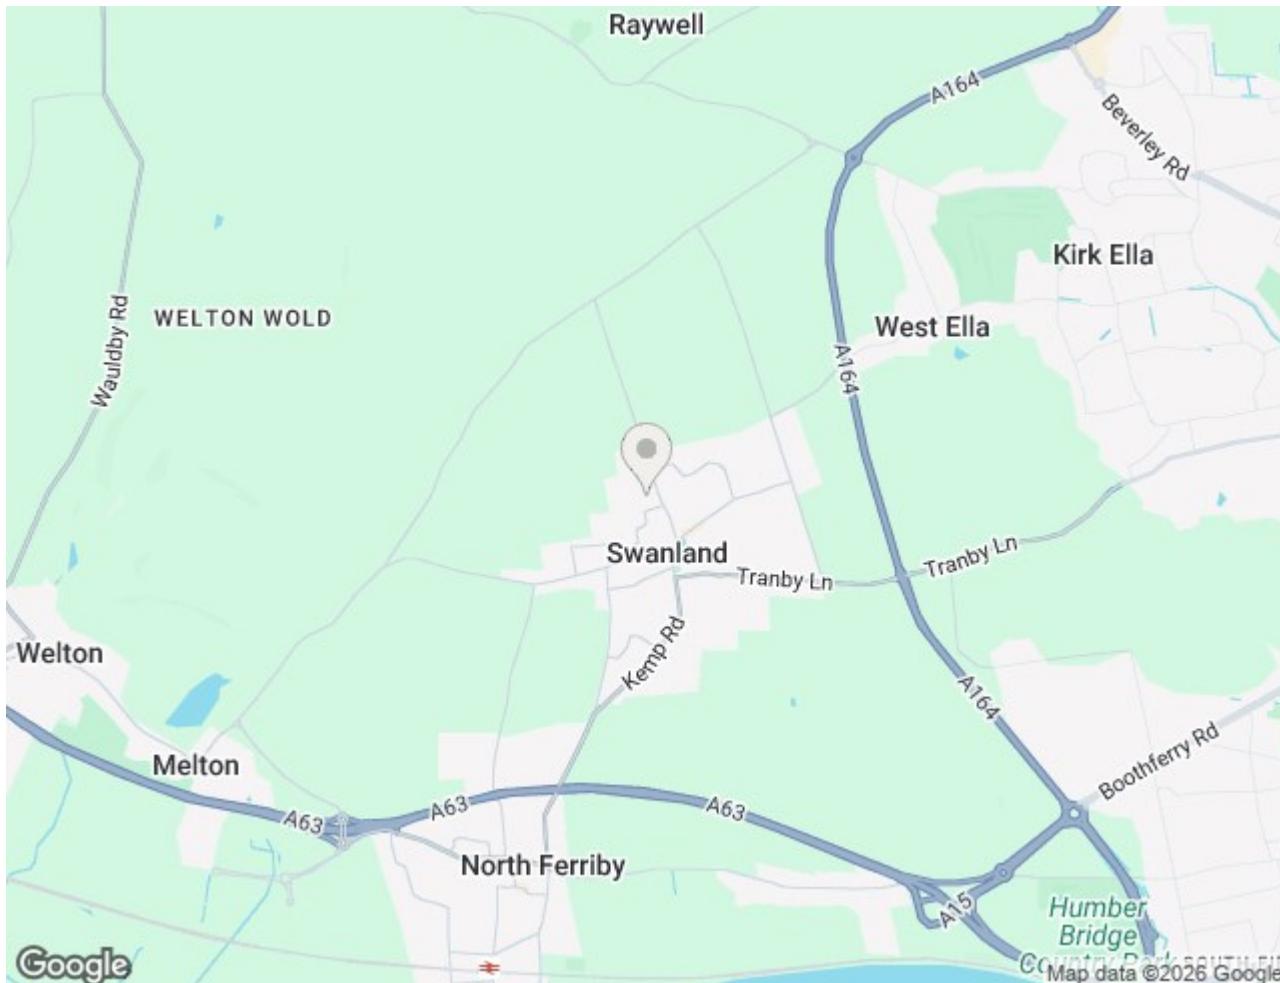 Raywell
A164
Beverley Rd
Kirk Ella
Wauldby Rd
WELTON WOLD
West Ella
A164
Swanland
Tranby Ln
Tranby Ln
Kemp Rd
Welton
A164
Melton
Boothferry Rd
A63
A63
A63
North Ferriby
A15
Humber
Bridge
Country Park
Google
Map data ©2026 Google